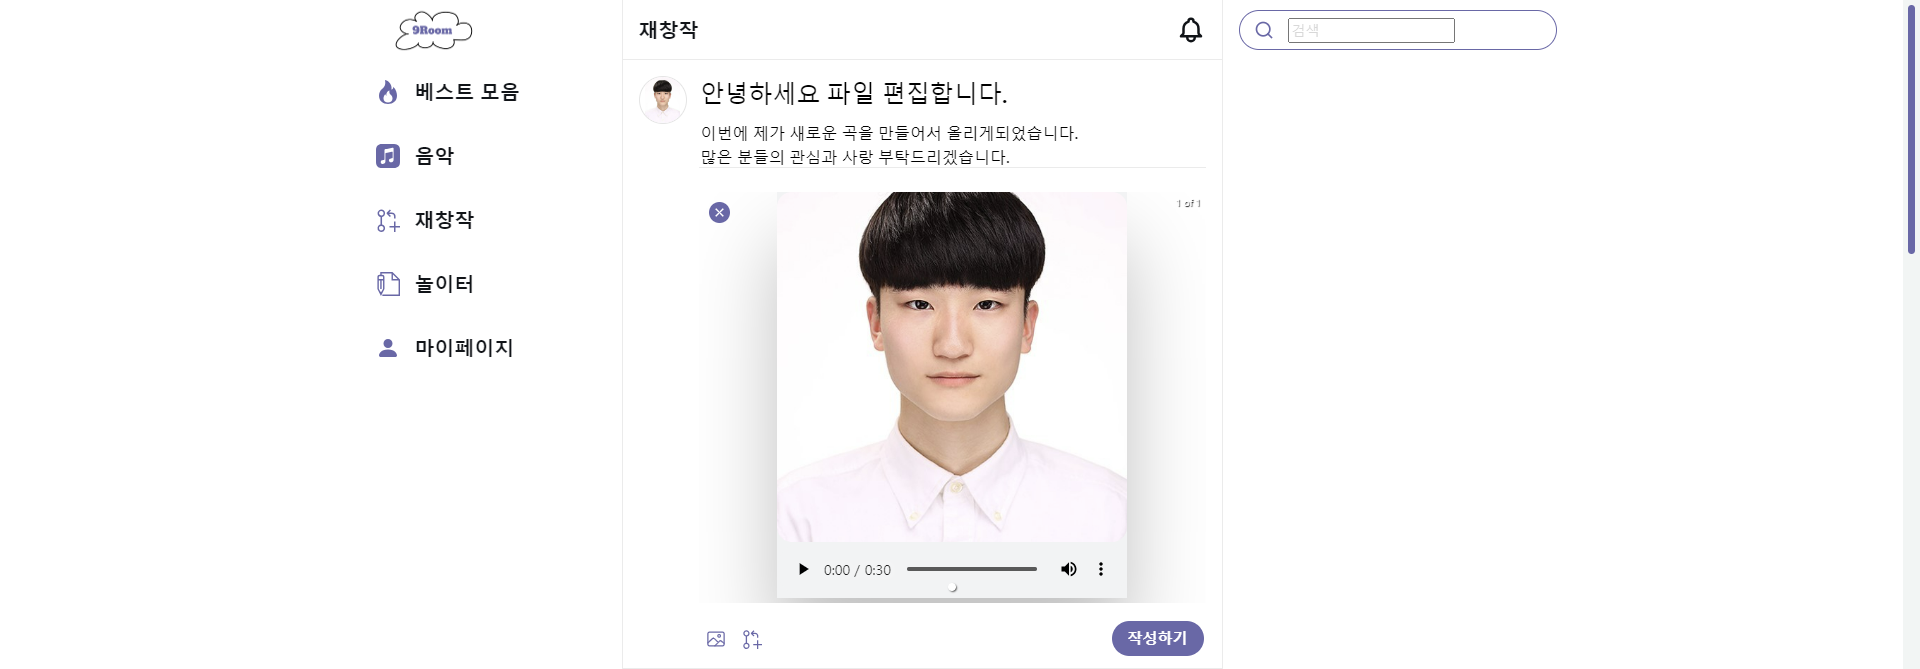 9Room
베스트 모음
음악
재창작
놀이터
마이페이지
재창작
안녕하세요 파일 편집합니다.
이번에 제가 새로운 곡을 만들어서 올리게되었습니다.
많은 분들의 관심과 사랑 부탁드리겠습니다.
1 of 1
0:00 / 0:30
작성하기
검색